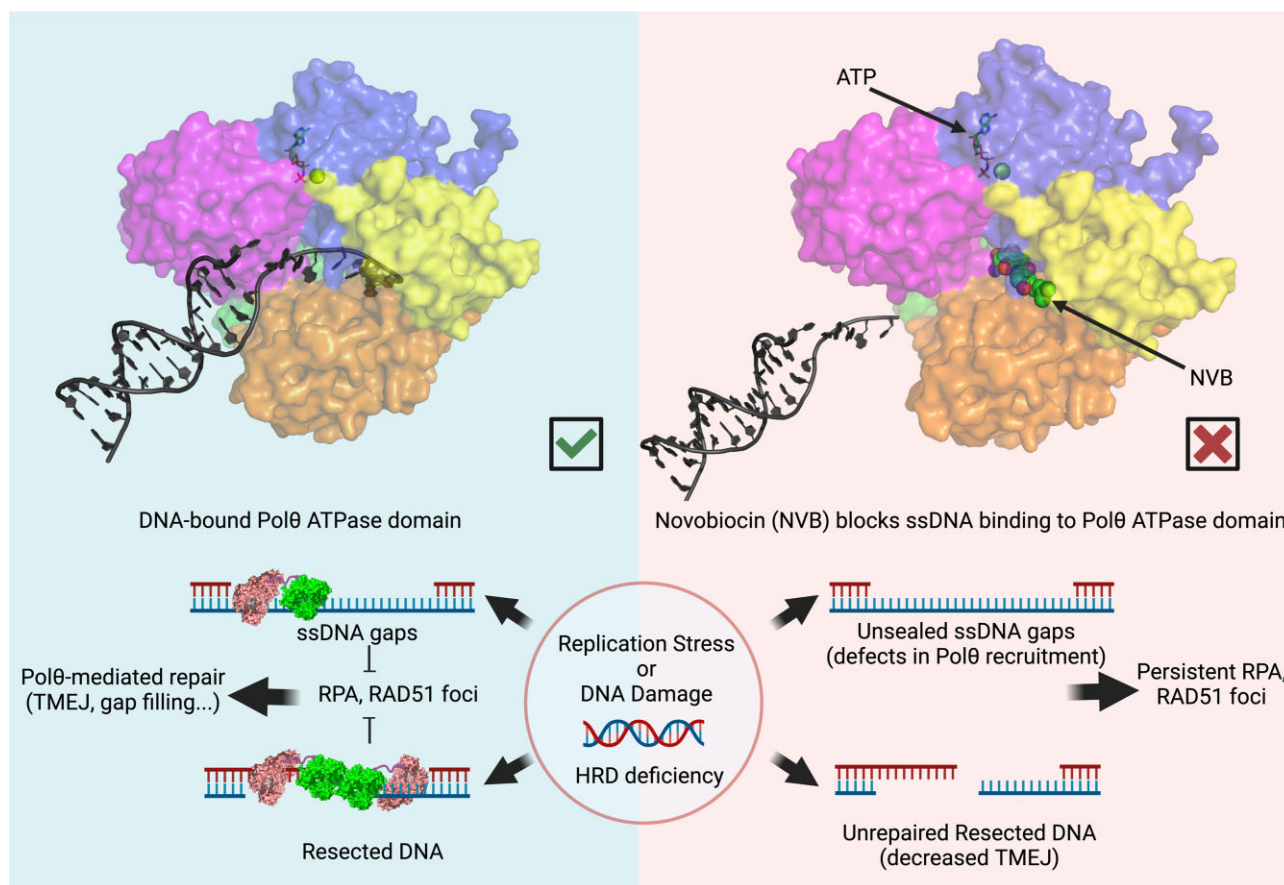 ATP
NVB
DNA-bound Polθ ATPase domain
Novobiocin (NVB) blocks ssDNA binding to Polθ ATPase domain
ssDNA gaps
Polθ-mediated repair
(TMEJ, gap filling...)
RPA, RAD51 foci
Resected DNA
Replication Stress
or
DNA Damage
HRD deficiency
Unsealed ssDNA gaps
(defects in Polθ recruitment)
Persistent RPA,
RAD51 foci
Unrepaired Resected DNA
(decreased TMEJ)